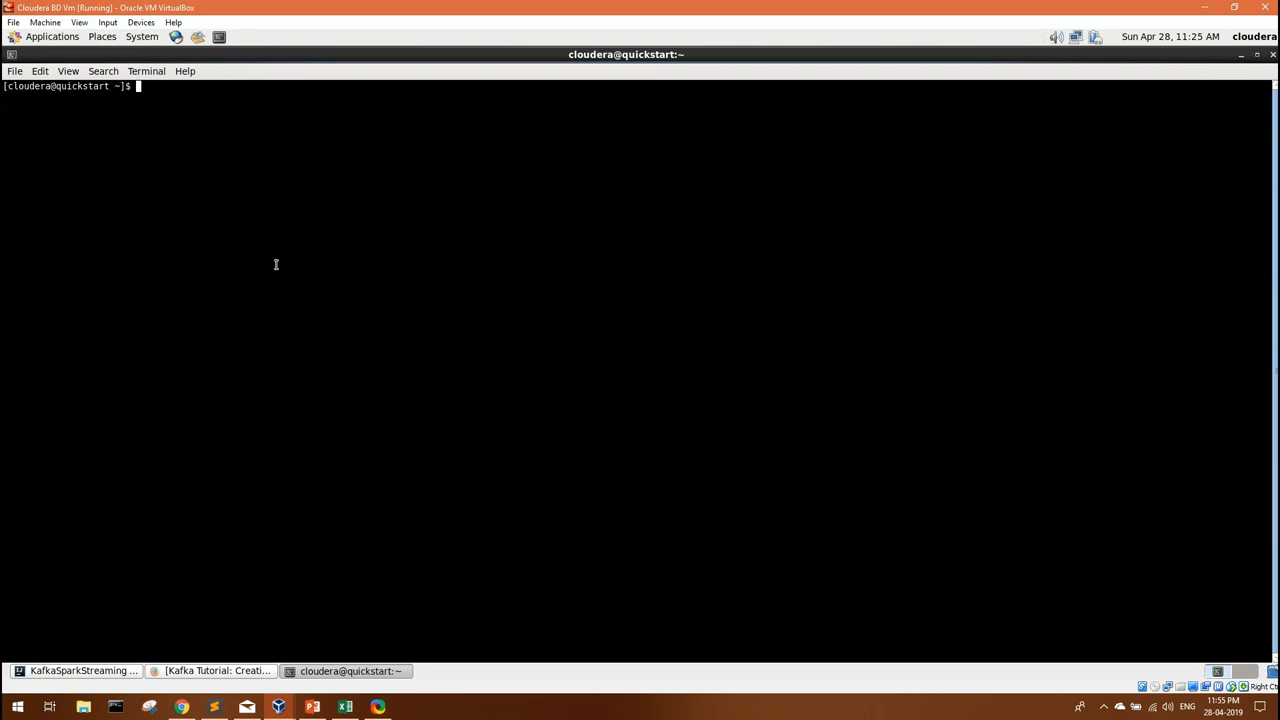 Cloudera BD Vm [Running] - Oracle VM VirtualBox
File Machine View Input Devices Help
Applications Places System Sun Apr 28, 11:25 AM cloudera
cloudera@quickstart:~
File Edit View Search Terminal Help
[cloudera@quickstart ~]$
KafkaSparkStreaming ... [Kafka Tutorial: Creati... cloudera@quickstart:~
Right Ct
ENG 11:55 PM
28-04-2019